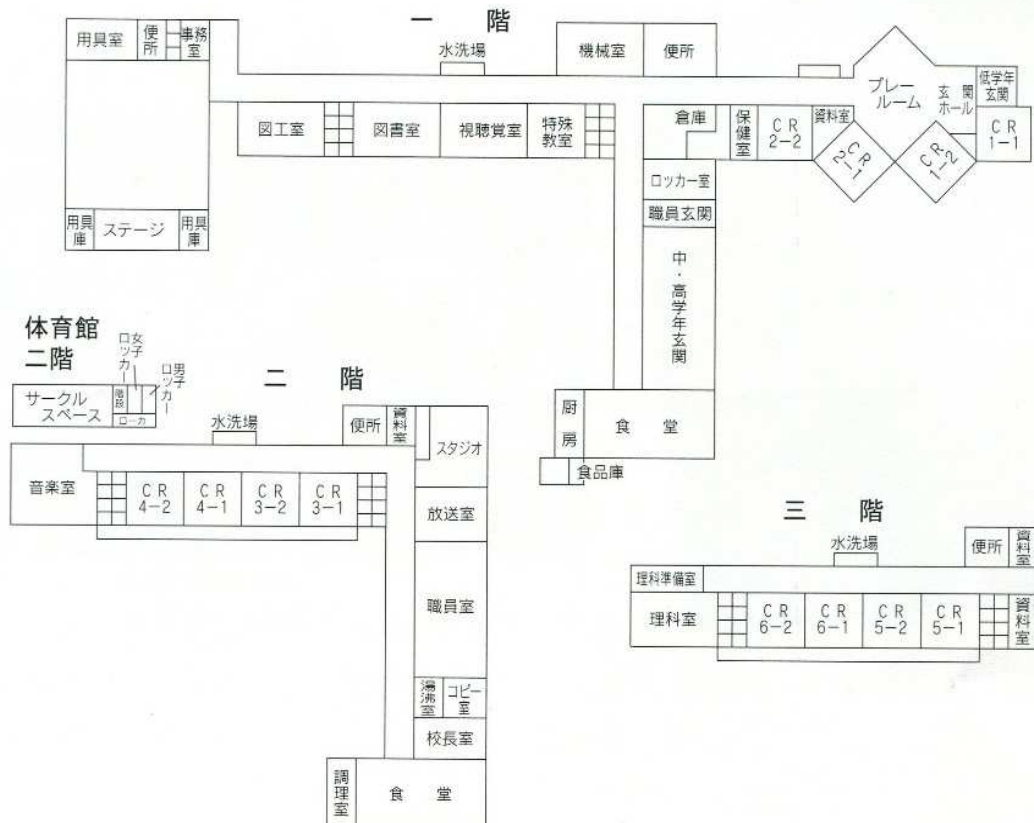 一 階
用具室
便所
事務室
水洗場
機械室
便所
プレールーム
玄関ホール
低学年玄関
図工室
図書室
視聴覚室
特殊教室
倉庫
保健室
CR 2-2
資料室
CR 2-1
CR 1-2
CR 1-1
ロッカー室
職員玄関
用具庫
ステージ
用具庫
中・高学年玄関
厨房
食 堂
食品庫
体育館
二階
女子ロッカー
男子ロッカー
サークルスペース
階段
ローカ
二 階
水洗場
便所
資料室
スタジオ
音楽室
CR 4-2
CR 4-1
CR 3-2
CR 3-1
放送室
職員室
湯沸室
コピー室
校長室
調理室
食 堂
三 階
水洗場
便所
資料室
理科準備室
理科室
CR 6-2
CR 6-1
CR 5-2
CR 5-1
資料室